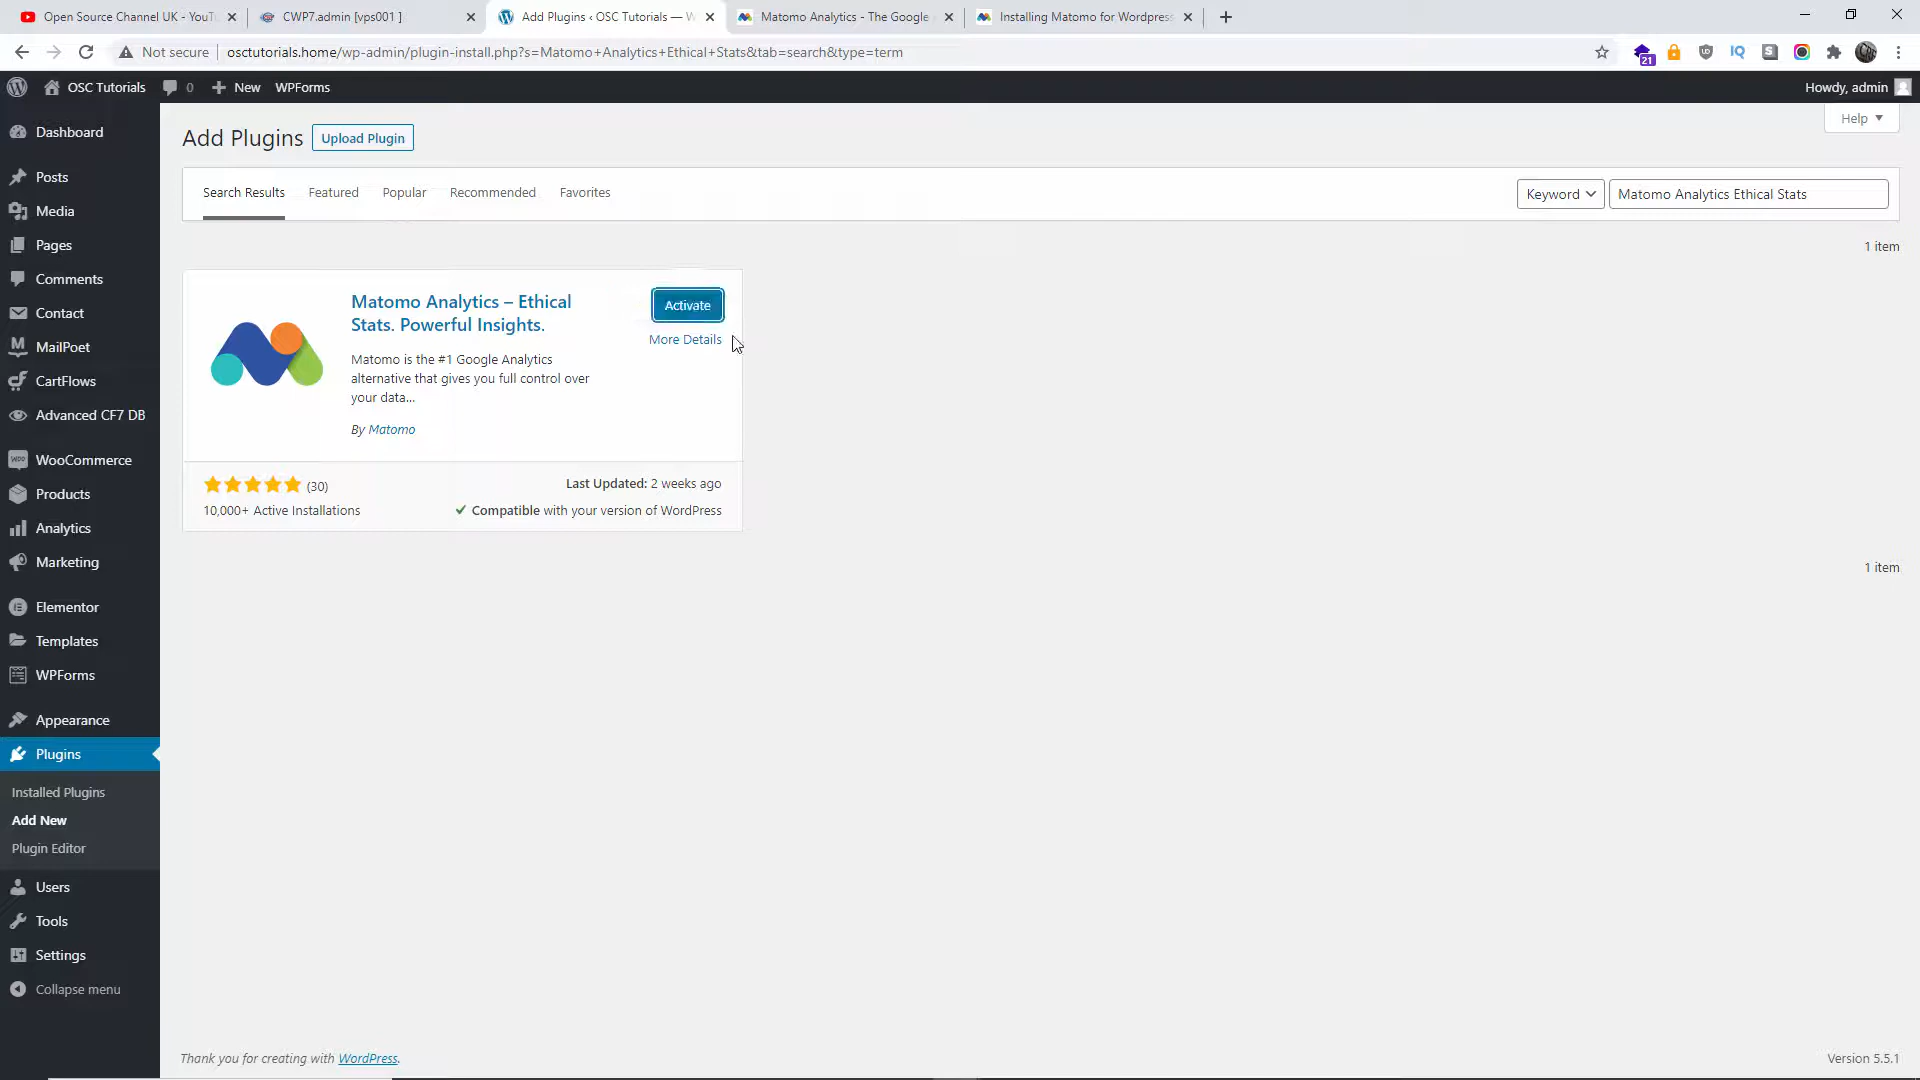 Open Source Channel UK - YouT
CWP7.admin [vps001 ]
Add Plugins ‹ OSC Tutorials — W
Matomo Analytics - The Google
Installing Matomo for Wordpress
Not secure
osctutorials.home/wp-admin/plugin-install.php?s=Matomo+Analytics+Ethical+Stats&tab=search&type=term
21
OSC Tutorials
0
New
WPForms
Howdy, admin
Dashboard
Posts
Media
Pages
Comments
Contact
MailPoet
CartFlows
Advanced CF7 DB
WooCommerce
Products
Analytics
Marketing
Elementor
Templates
WPForms
Appearance
Plugins
Installed Plugins
Add New
Plugin Editor
Users
Tools
Settings
Collapse menu
Help
Add Plugins
Upload Plugin
Search Results
Featured
Popular
Recommended
Favorites
Keyword
Matomo Analytics Ethical Stats
1 item
Matomo Analytics – Ethical
Stats. Powerful Insights.
Activate
More Details
Matomo is the #1 Google Analytics
alternative that gives you full control over
your data...
By Matomo
(30)
Last Updated: 2 weeks ago
10,000+ Active Installations
Compatible with your version of WordPress
1 item
Thank you for creating with WordPress.
Version 5.5.1